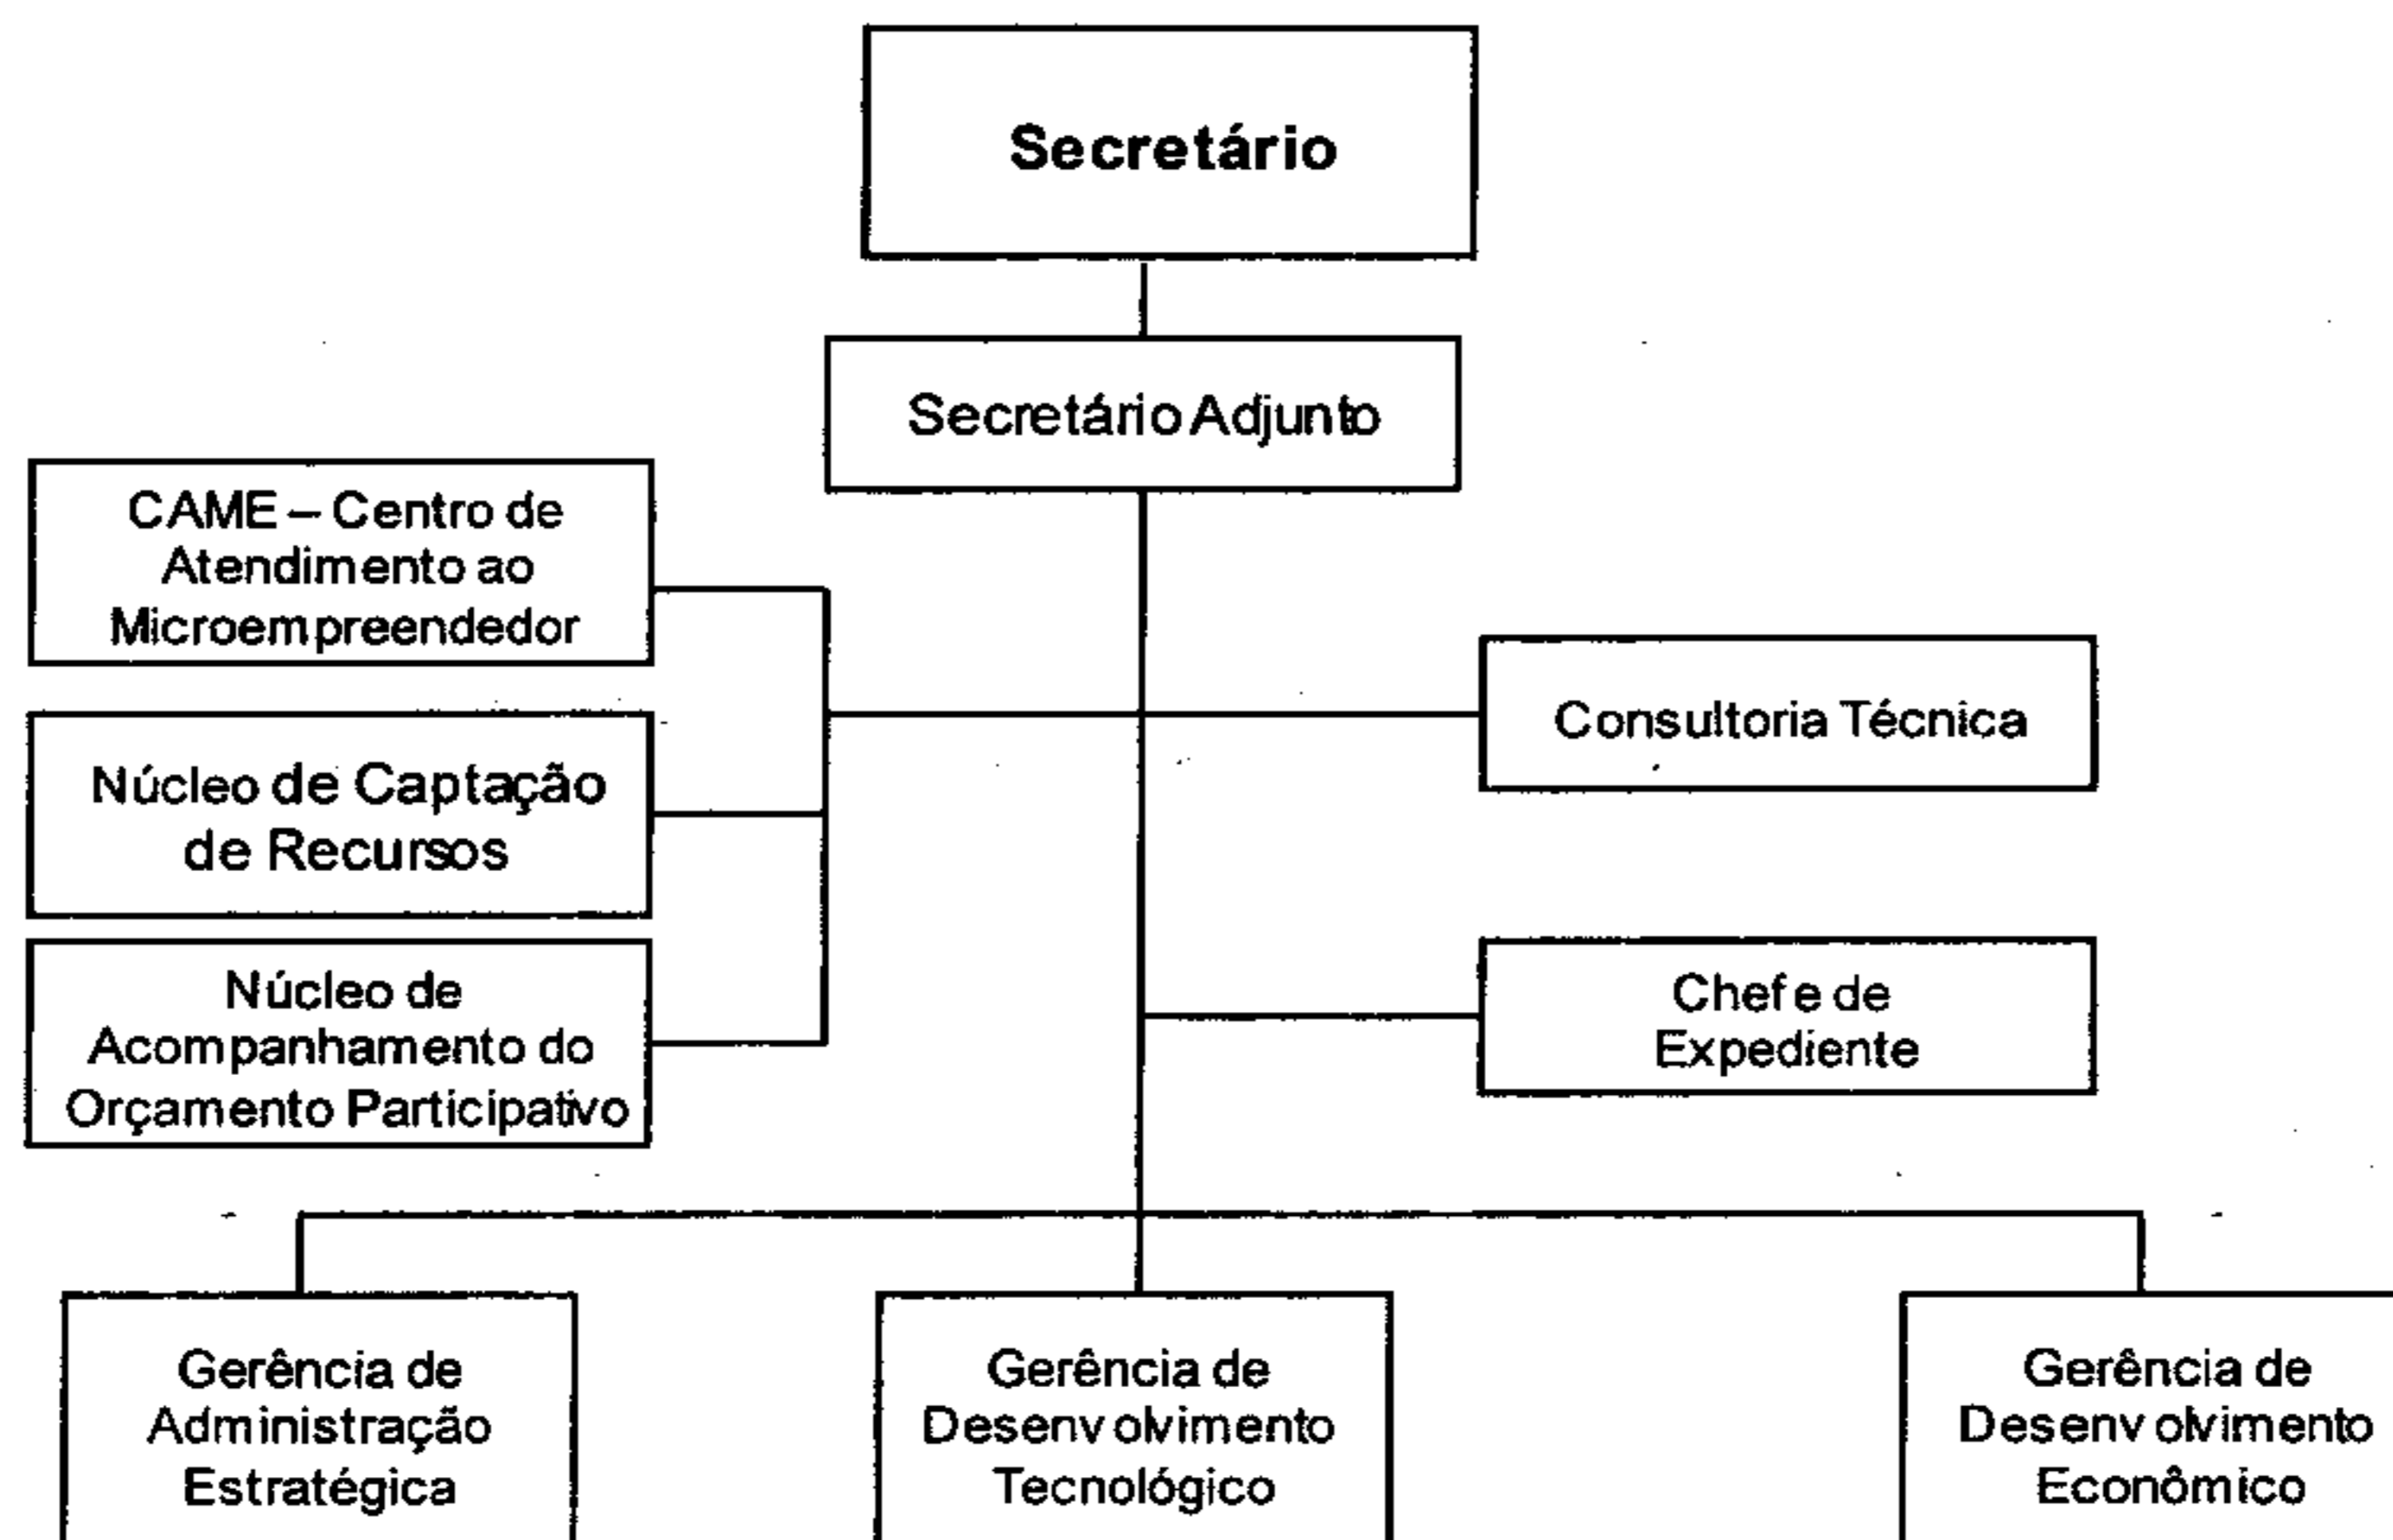 Secretário
Secretário Adjunto
CAME – Centro de
Atendimento ao
Microempreendedor
Consultoria Técnica
Núcleo de Captação
de Recursos
Chefe de
Expediente
Núcleo de
Acompanhamento do
Orçamento Participativo
Gerência de
Administração
Estratégica
Gerência de
Desenvolvimento
Tecnológico
Gerência de
Desenvolvimento
Econômico